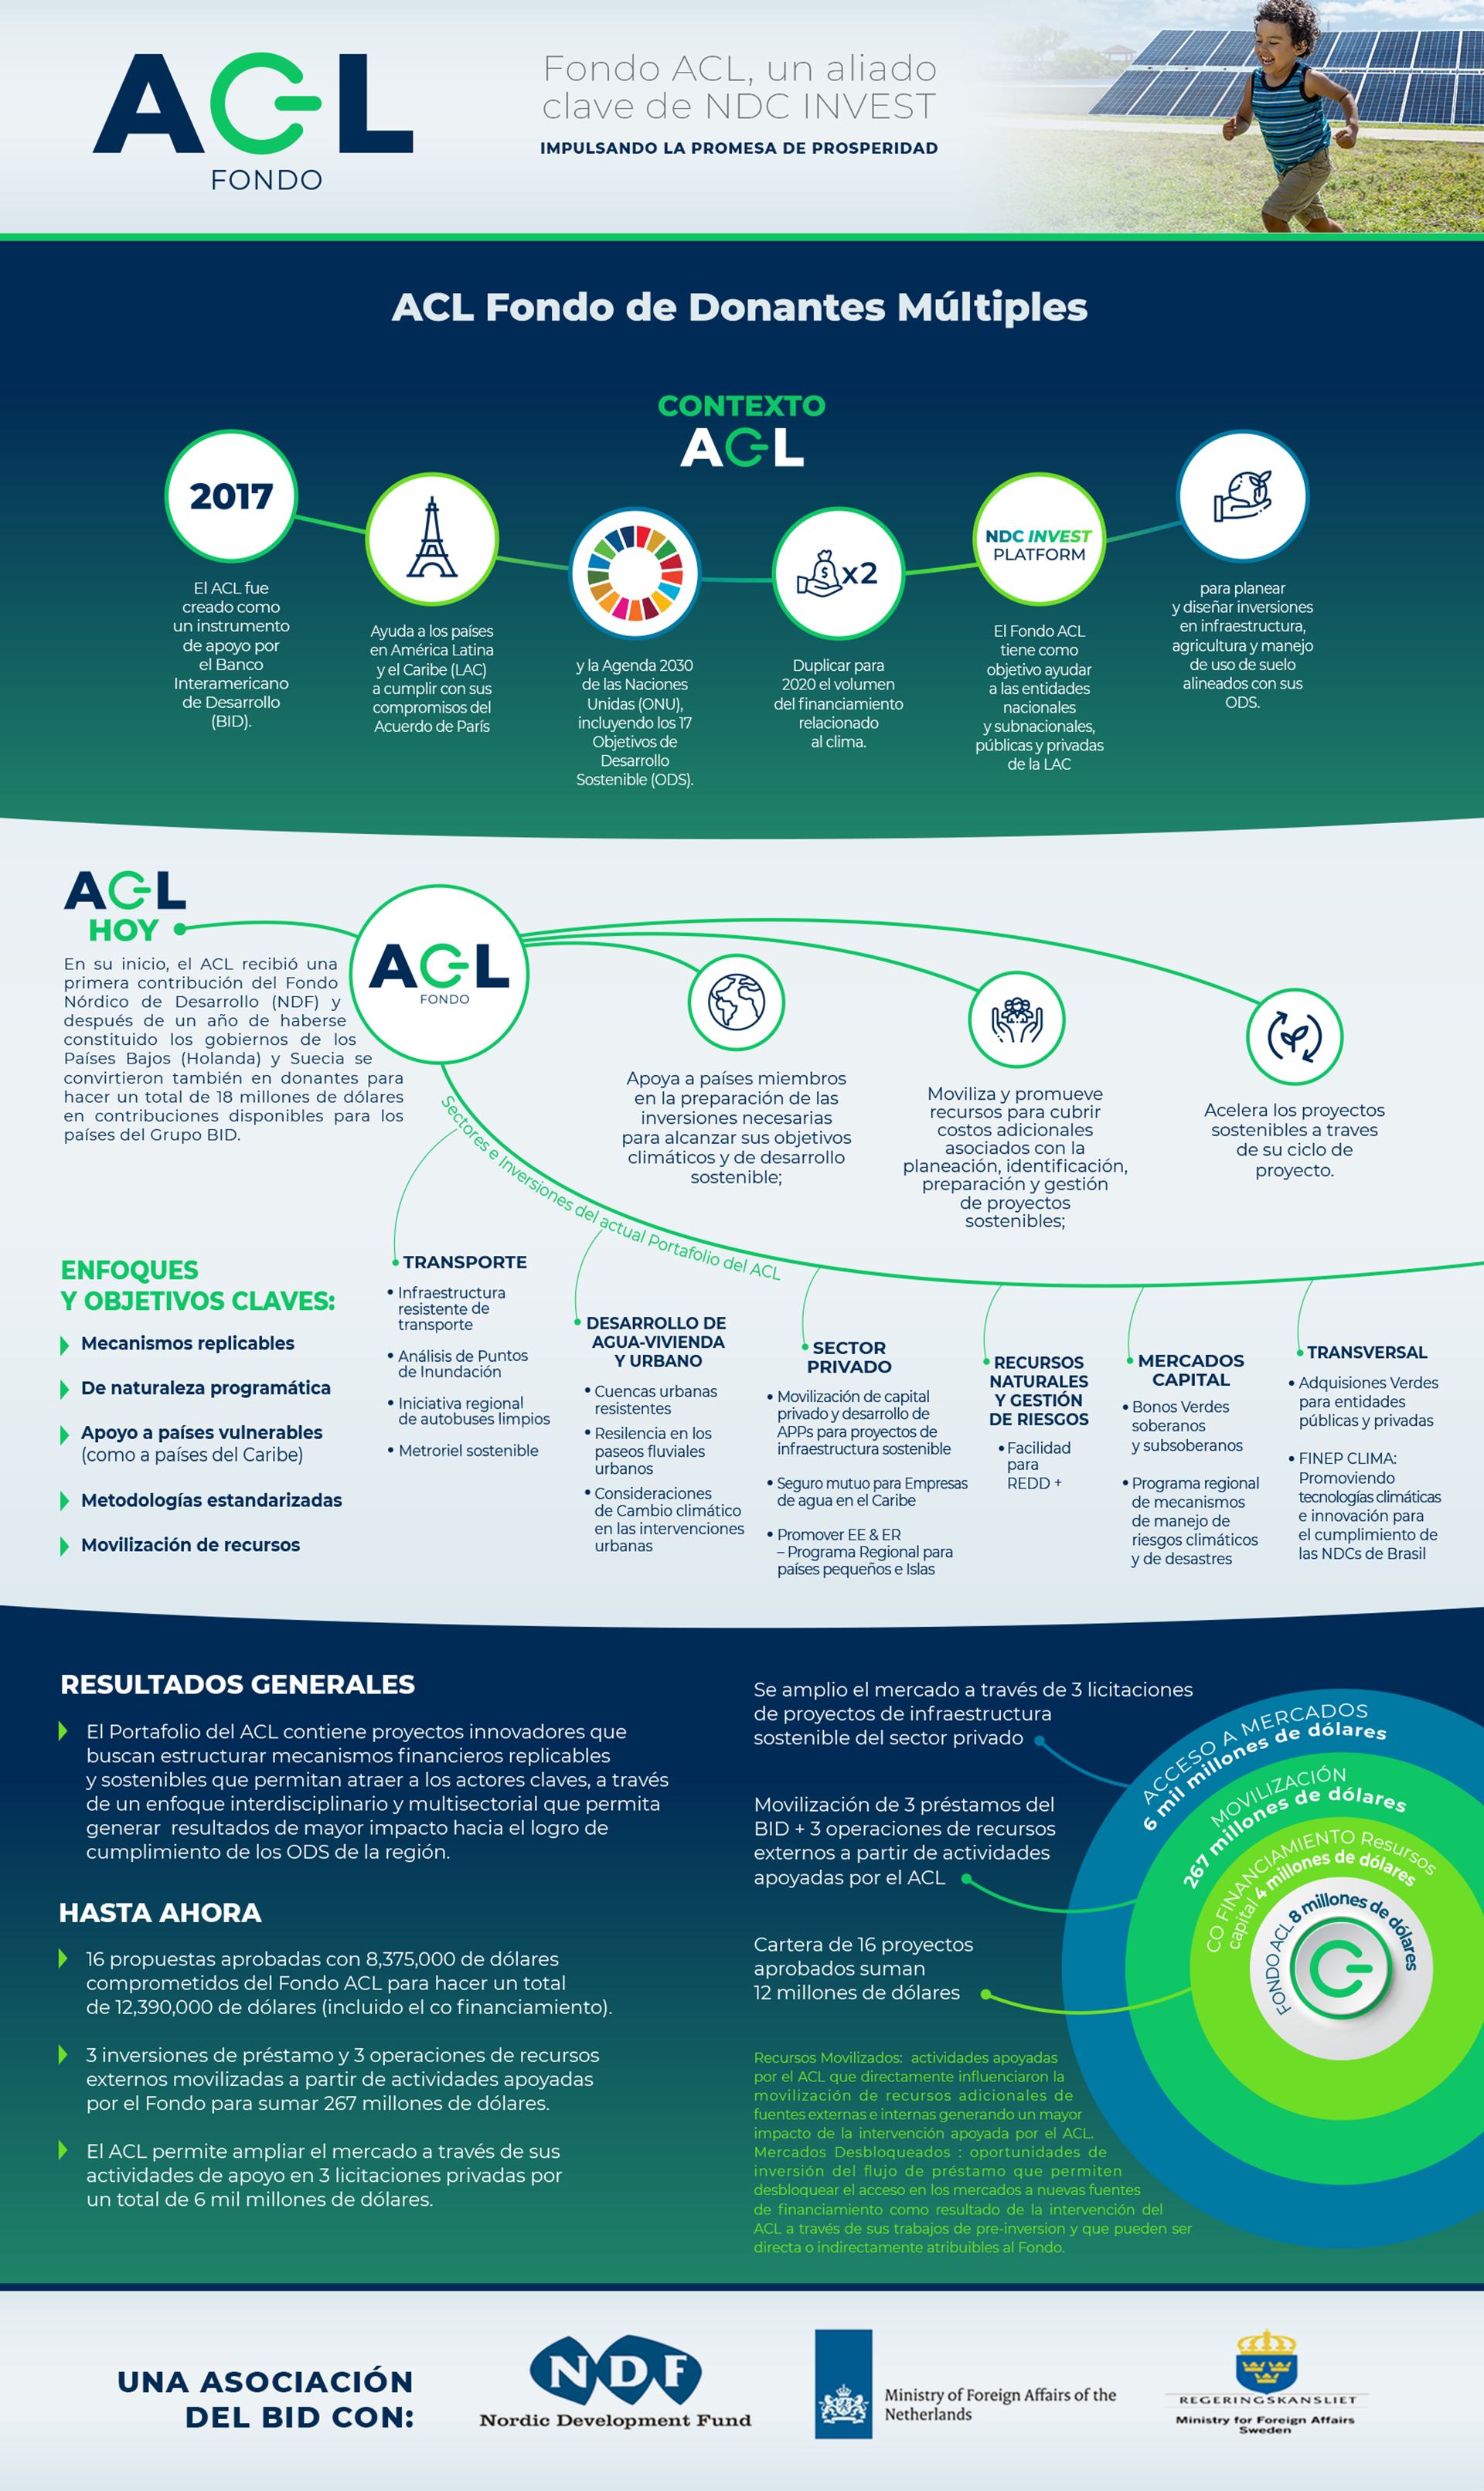 ACL
FONDO
Fondo ACL, un aliado
clave de NDC INVEST
IMPULSANDO LA PROMESA DE PROSPERIDAD
ACL Fondo de Donantes Múltiples
CONTEXTO
ACL
2017
El ACL fue
creado como
un instrumento
de apoyo por
el Banco
Interamericano
de Desarrollo
(BID).
Ayuda a los países
en América Latina
y el Caribe (LAC)
a cumplir con sus
compromisos del
Acuerdo de París
y la Agenda 2030
de las Naciones
Unidas (ONU),
incluyendo los 17
Objetivos de
Desarrollo
Sostenible (ODS).
$ x2
Duplicar para
2020 el volumen
del financiamiento
relacionado
al clima.
NDC INVEST
PLATFORM
El Fondo ACL
tiene como
objetivo ayudar
a las entidades
nacionales
y subnacionales,
públicas y privadas
de la LAC
para planear
y diseñar inversiones
en infraestructura,
agricultura y manejo
de uso de suelo
alineados con sus
ODS.
ACL
HOY
En su inicio, el ACL recibió una
primera contribución del Fondo
Nórdico de Desarrollo (NDF) y
después de un año de haberse
constituido los gobiernos de los
Países Bajos (Holanda) y Suecia se
convirtieron también en donantes para
hacer un total de 18 millones de dólares
en contribuciones disponibles para los
países del Grupo BID.
ACL
FONDO
Apoya a países miembros
en la preparación de las
inversiones necesarias
para alcanzar sus objetivos
climáticos y de desarrollo
sostenible;
Moviliza y promueve
recursos para cubrir
costos adicionales
asociados con la
planeación, identificación,
preparación y gestión
de proyectos
sostenibles;
Acelera los proyectos
sostenibles a traves
de su ciclo de
proyecto.
Sectores e Inversiones del actual Portafolio del ACL
ENFOQUES
Y OBJETIVOS CLAVES:
Mecanismos replicables
De naturaleza programática
Apoyo a países vulnerables
(como a países del Caribe)
Metodologías estandarizadas
Movilización de recursos
TRANSPORTE
• Infraestructura
resistente de
transporte
• Análisis de Puntos
de Inundación
• Iniciativa regional
de autobuses limpios
• Metroriel sostenible
DESARROLLO DE
AGUA-VIVIENDA
Y URBANO
• Cuencas urbanas
resistentes
• Resilencia en los
paseos fluviales
urbanos
• Consideraciones
de Cambio climático
en las intervenciones
urbanas
SECTOR
PRIVADO
• Movilización de capital
privado y desarrollo de
APPs para proyectos de
infraestructura sostenible
• Seguro mutuo para Empresas
de agua en el Caribe
• Promover EE & ER
– Programa Regional para
países pequeños e Islas
RECURSOS
NATURALES
Y GESTIÓN
DE RIESGOS
• Facilidad
para
REDD +
MERCADOS
CAPITAL
• Bonos Verdes
soberanos
y subsoberanos
• Programa regional
de mecanismos
de manejo de
riesgos climáticos
y de desastres
TRANSVERSAL
• Adquisiones Verdes
para entidades
públicas y privadas
• FINEP CLIMA:
Promoviendo
tecnologías climáticas
e innovación para
el cumplimiento de
las NDCs de Brasil
RESULTADOS GENERALES
El Portafolio del ACL contiene proyectos innovadores que
buscan estructurar mecanismos financieros replicables
y sostenibles que permitan atraer a los actores claves, a través
de un enfoque interdisciplinario y multisectorial que permita
generar resultados de mayor impacto hacia el logro de
cumplimiento de los ODS de la región.
HASTA AHORA
16 propuestas aprobadas con 8,375,000 de dólares
comprometidos del Fondo ACL para hacer un total
de 12,390,000 de dólares (incluido el co financiamiento).
3 inversiones de préstamo y 3 operaciones de recursos
externos movilizadas a partir de actividades apoyadas
por el Fondo para sumar 267 millones de dólares.
El ACL permite ampliar el mercado a través de sus
actividades de apoyo en 3 licitaciones privadas por
un total de 6 mil millones de dólares.
Se amplio el mercado a través de 3 licitaciones
de proyectos de infraestructura
sostenible del sector privado
Movilización de 3 préstamos del
BID + 3 operaciones de recursos
externos a partir de actividades
apoyadas por el ACL
Cartera de 16 proyectos
aprobados suman
12 millones de dólares
ACCESO A MERCADOS
6 mil millones de dólares
MOVILIZACIÓN
267 millones de dólares
CO FINANCIAMIENTO Recursos
capital 4 millones de dólares
FONDO ACL 8 millones de dólares
Recursos Movilizados: actividades apoyadas
por el ACL que directamente influenciaron la
movilización de recursos adicionales de
fuentes externas e internas generando un mayor
impacto de la intervención apoyada por el ACL.
Mercados Desbloqueados : oportunidades de
inversión del flujo de préstamo que permiten
desbloquear el acceso en los mercados a nuevas fuentes
de financiamiento como resultado de la intervención del
ACL a través de sus trabajos de pre-inversion y que pueden ser
directa o indirectamente atribuibles al Fondo.
UNA ASOCIACIÓN
DEL BID CON:
NDF
Nordic Development Fund
Ministry of Foreign Affairs of the
Netherlands
REGERINGSKANSLIET
Ministry for Foreign Affairs
Sweden